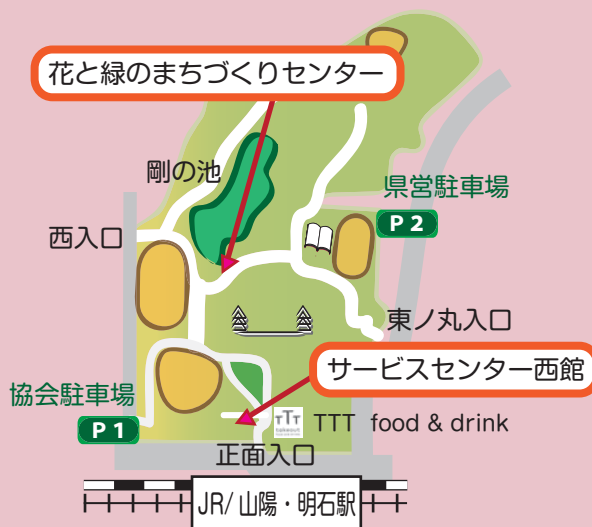 花と緑のまちづくりセンター
剛の池
県営駐車場
P 2
西入口
東ノ丸入口
サービスセンター西館
協会駐車場
P 1
TTT
takeout
TTT food & drink
正面入口
JR/山陽・明石駅